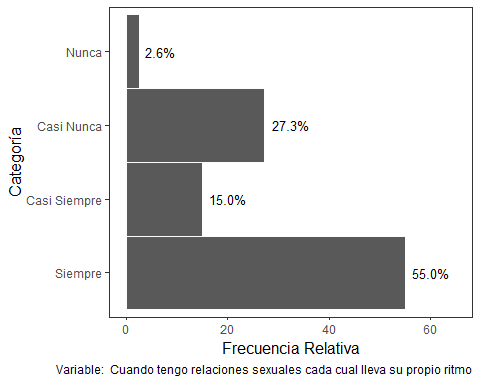 Nunca
2.6%
Casi Nunca
27.3%
Casi Siempre
15.0%
Siempre
55.0%
Categoría
0 20 40 60
Frecuencia Relativa
Variable: Cuando tengo relaciones sexuales cada cual lleva su propio ritmo